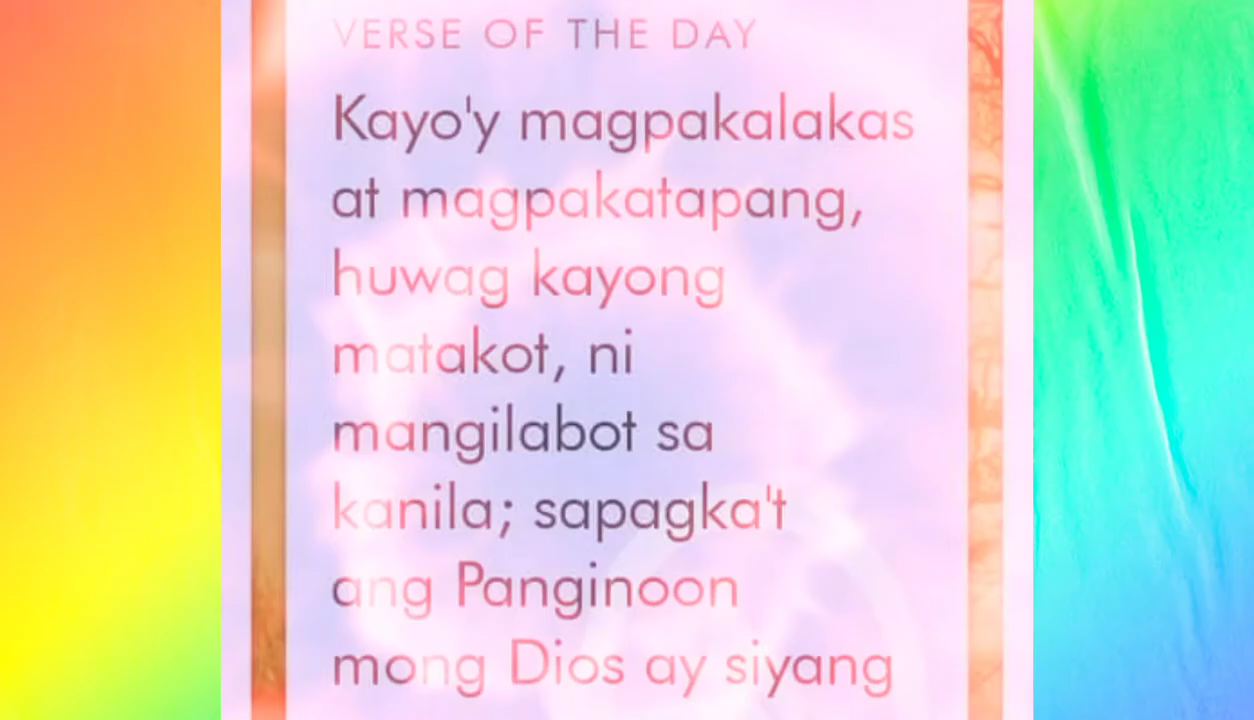 VERSE OF THE DAY
Kayo'y magpakalakas
at magpakatapang,
huwag kayong
matakot, ni
mangilabot sa
kanila; sapagka't
ang Panginoon
mong Dios ay siyang